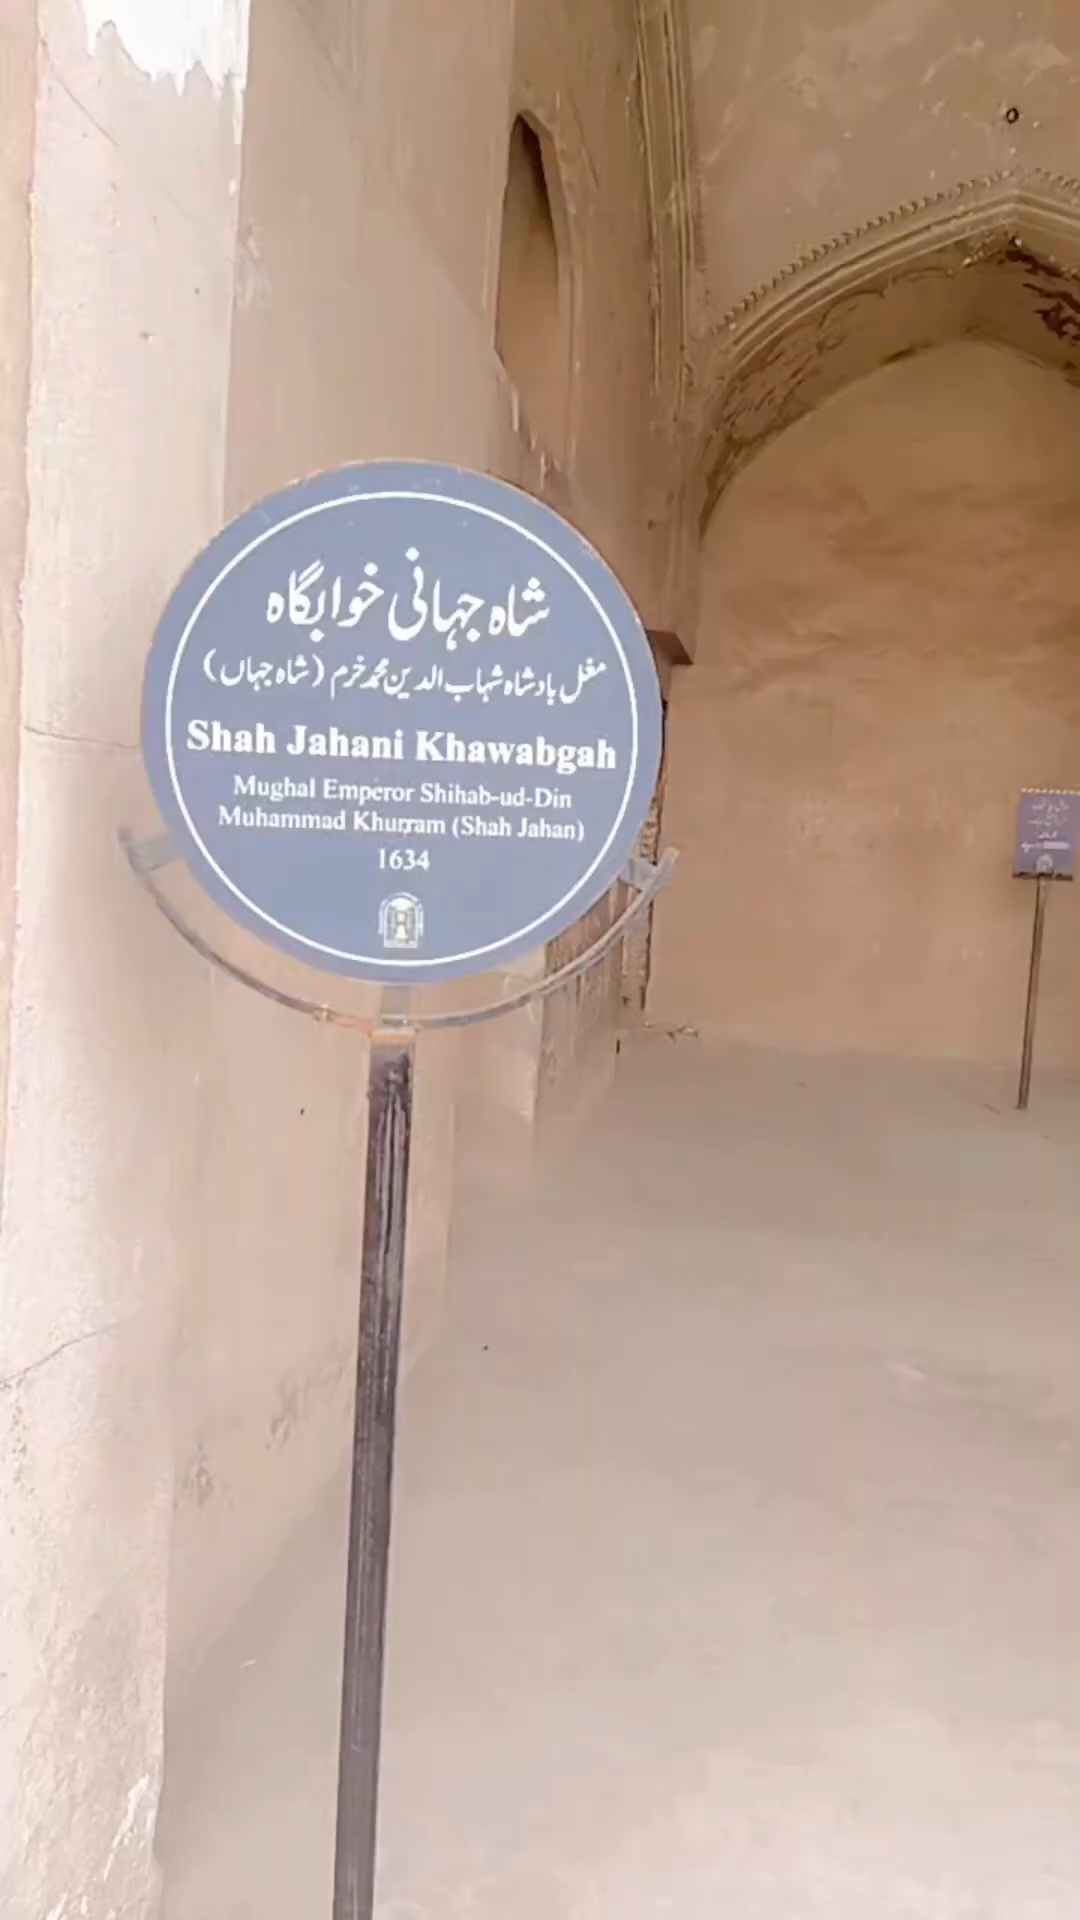 شاہ جہانی خوابگاہ
مغل بادشاہ شہاب الدین محمد خرم (شاہ جہاں)
Shah Jahani Khawabgah
Mughal Emperor Shihab-ud-Din
Muhammad Khurram (Shah Jahan)
1634